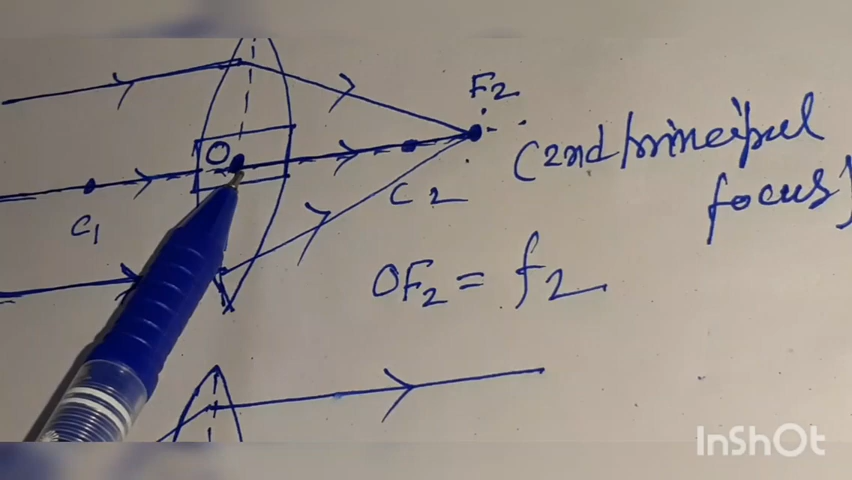 F2
O
(2nd principal
focus)
C1
C2
OF2 = f2
InShOt